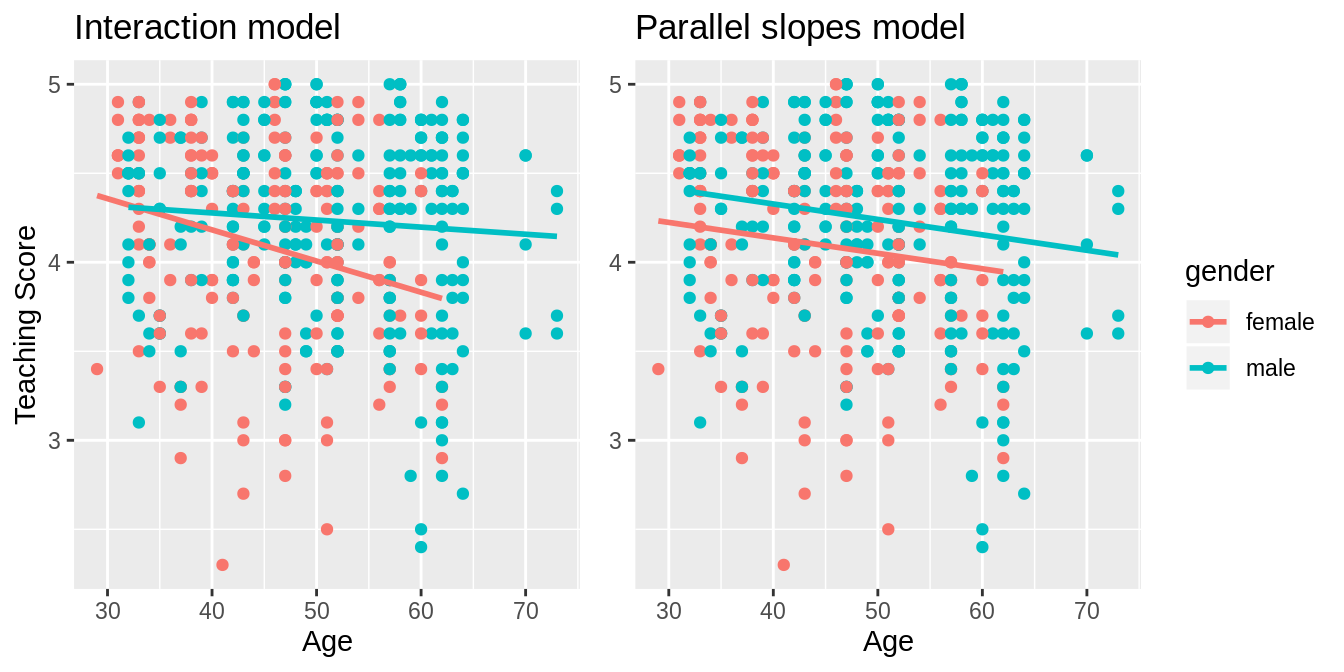 Interaction model
Parallel slopes model
Teaching Score
5
4
3
30 40 50 60 70
Age
5
4
3
30 40 50 60 70
Age
gender
female
male